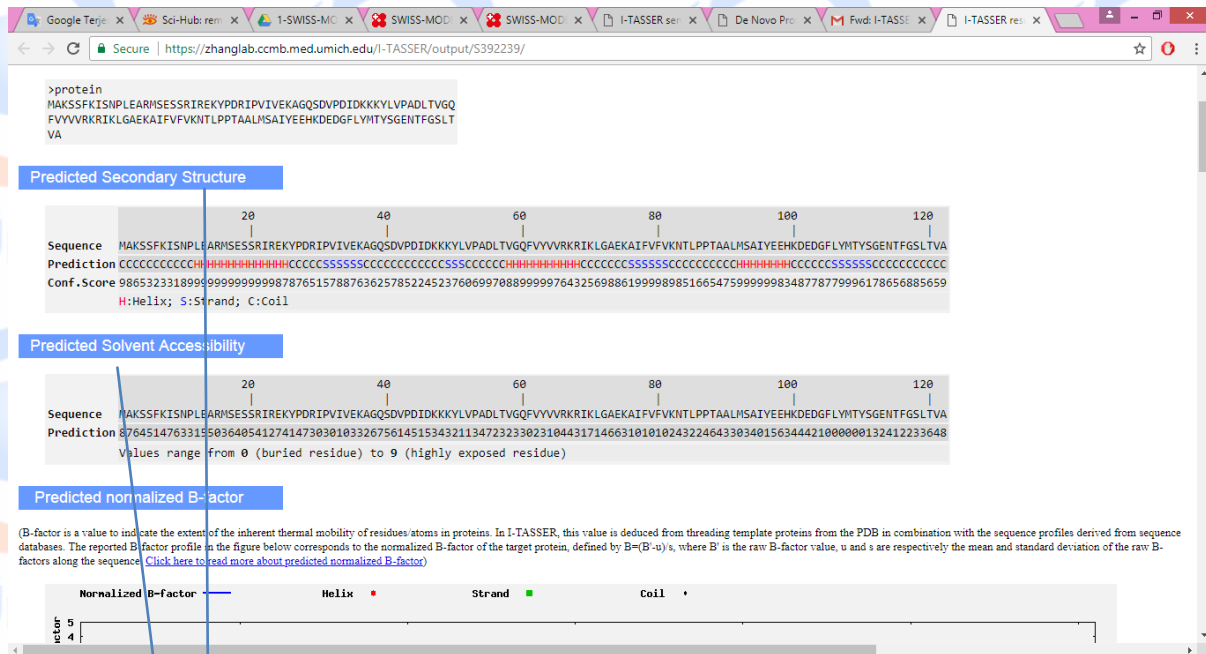 Google Terje
Sci-Hub: rem
1-SWISS-MO
SWISS-MOD
SWISS-MOD
I-TASSER ser
De Novo Pro
Fwd: I-TASSE
I-TASSER res
Secure | https://zhanglab.ccmb.med.umich.edu/I-TASSER/output/S392239/
>protein
MAKSSFKISNPLEARMSESSRIREKYPDRIPVIVEKAGQSDVPDIDKKKYLVPADLTVGQ
FVYVVRKRIKLGAEKAIFVFVKNTLPPTAALMSAIYEEHKDEDGFLYMTYSGENTFGSLT
VA
Predicted Secondary Structure
20 40 60 80 100 120
Sequence MAKSSFKISNPLEARMSESSRIREKYPDRIPVIVEKAGQSDVPDIDKKKYLVPADLTVGQFVYVVRKRIKLGAEKAIFVFVKNTLPPTAALMSAIYEEHKDEDGFLYMTYSGENTFGSLTVA
Prediction CCCCCCCCCCCHHHHHHHHHHHHHHCCCCCSSSSSSCCCCCCCCCCCCSSSCCCCCCHHHHHHHHHHHCCCCCCCSSSSSSCCCCCCCCCCHHHHHHHHCCCCCCSSSSSSCCCCCCCCCCC
Conf.Score
H:Helix; S:Strand; C:Coil
Predicted Solvent Accessibility
20 40 60 80 100 120
Sequence MAKSSFKISNPLEARMSESSRIREKYPDRIPVIVEKAGQSDVPDIDKKKYLVPADLTVGQFVYVVRKRIKLGAEKAIFVFVKNTLPPTAALMSAIYEEHKDEDGFLYMTYSGENTFGSLTVA
Prediction
Values range from 0 (buried residue) to 9 (highly exposed residue)
Predicted normalized B-factor
(B-factor is a value to indicate the extent of the inherent thermal mobility of residues/atoms in proteins. In I-TASSER, this value is deduced from threading template proteins from the PDB in combination with the sequence profiles derived from sequence
databases. The reported B-factor profile in the figure below corresponds to the normalized B-factor of the target protein, defined by B=(B'-u)/s, where B' is the raw B-factor value, u and s are respectively the mean and standard deviation of the raw B-
factors along the sequence. Click here to read more about predicted normalized B-factor)
Normalized B-factor Helix Strand Coil
5
4